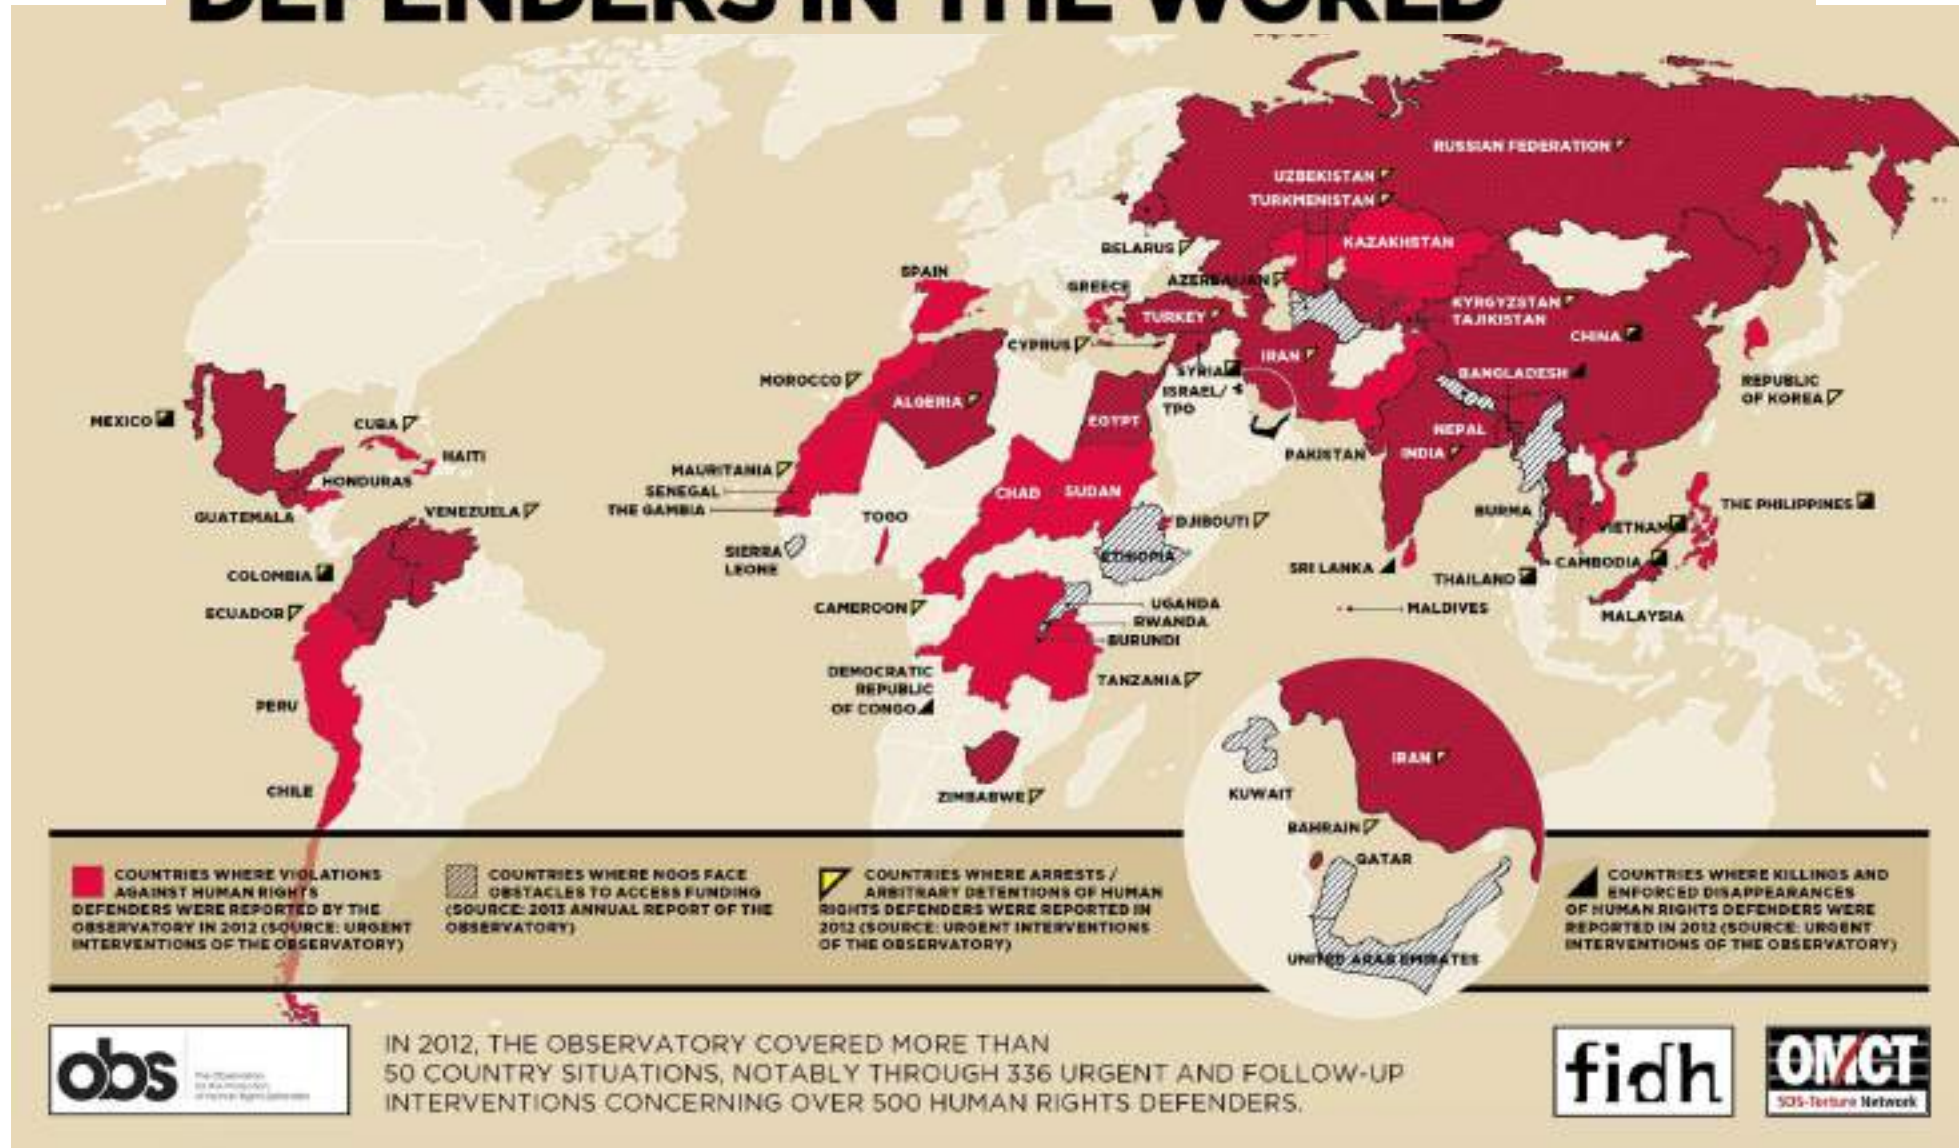 DEFENDERS IN THE WORLD
RUSSIAN FEDERATION
UZBEKISTAN
TURKMENISTAN
KAZAKHSTAN
BELARUS
SPAIN
GREECE
AZERBAIJAN
KYRGYZSTAN
TAJIKISTAN
TURKEY
CHINA
CYPRUS
IRAN
SYRIA
BANGLADESH
MOROCCO
ISRAEL/
TPO
REPUBLIC
OF KOREA
ALGERIA
EGYPT
MEXICO
CUBA
NEPAL
HAITI
PAKISTAN
INDIA
MAURITANIA
HONDURAS
SENEGAL
CHAD
SUDAN
THE GAMBIA
GUATEMALA
VENEZUELA
TOGO
BURMA
THE PHILIPPINES
DJIBOUTI
VIETNAM
SIERRA
LEONE
ETHIOPIA
COLOMBIA
SRI LANKA
CAMBODIA
THAILAND
ECUADOR
CAMEROON
UGANDA
MALDIVES
RWANDA
MALAYSIA
BURUNDI
DEMOCRATIC
REPUBLIC
OF CONGO
TANZANIA
PERU
IRAN
CHILE
ZIMBABWE
KUWAIT
BAHRAIN
QATAR
UNITED ARAB EMIRATES
COUNTRIES WHERE VIOLATIONS
AGAINST HUMAN RIGHTS
DEFENDERS WERE REPORTED BY THE
OBSERVATORY IN 2012 (SOURCE: URGENT
INTERVENTIONS OF THE OBSERVATORY)
COUNTRIES WHERE NGOS FACE
OBSTACLES TO ACCESS FUNDING
(SOURCE: 2013 ANNUAL REPORT OF THE
OBSERVATORY)
COUNTRIES WHERE ARRESTS /
ARBITRARY DETENTIONS OF HUMAN
RIGHTS DEFENDERS WERE REPORTED IN
2012 (SOURCE: URGENT INTERVENTIONS
OF THE OBSERVATORY)
COUNTRIES WHERE KILLINGS AND
ENFORCED DISAPPEARANCES
OF HUMAN RIGHTS DEFENDERS WERE
REPORTED IN 2012 (SOURCE: URGENT
INTERVENTIONS OF THE OBSERVATORY)
obs
IN 2012, THE OBSERVATORY COVERED MORE THAN
50 COUNTRY SITUATIONS, NOTABLY THROUGH 336 URGENT AND FOLLOW-UP
INTERVENTIONS CONCERNING OVER 500 HUMAN RIGHTS DEFENDERS.
fidh
OMCT
SOS-Torture Network